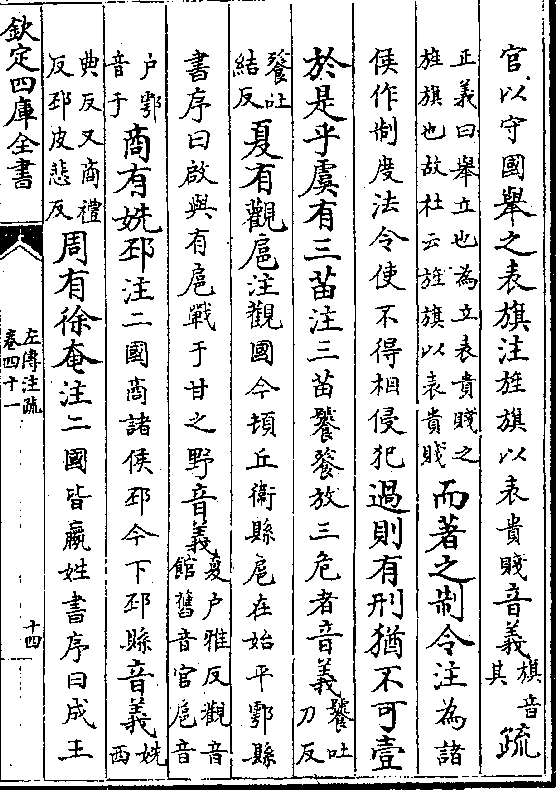 官以守國舉之表旗注旌旗以表貴賤音義旗音其疏
正義曰舉立也為立表貴賤之
旌旗也故杜云旌旗以表貴賤而著之制令注為諸
侯作制度法令使不得相侵犯過則有刑猶不可壹
於是乎虞有三苗注三苗饕餮放三危者音義饕吐刀反
餮吐結反夏有觀扈注觀國今頓丘衛縣扈在始平鄠縣
書序曰啟與有扈戰于甘之野音義夏户雅反觀音
館舊音官扈音
户鄠音于商有姺邳注二國商諸侯邳今下邳縣音義姺西
典反又商禮
反邳皮悲反周有徐奄注二國皆嬴姓書序曰成王
欽定四庫全書
左傳注疏
卷四十一
十四